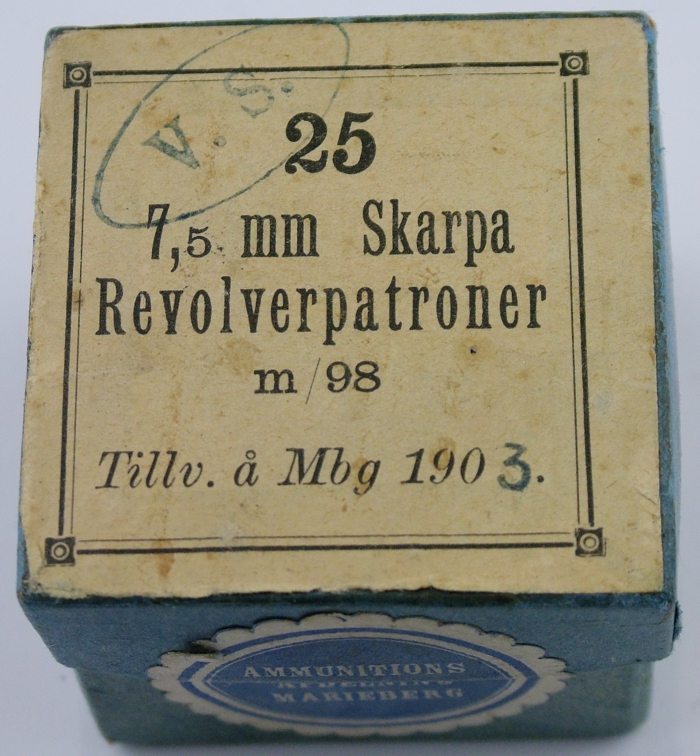 V. S.
25
7,5 mm Skarpa
Revolverpatroner
m/98
Tillv. å Mbg 1903.
AMMUNITIONS
MARIEBERG